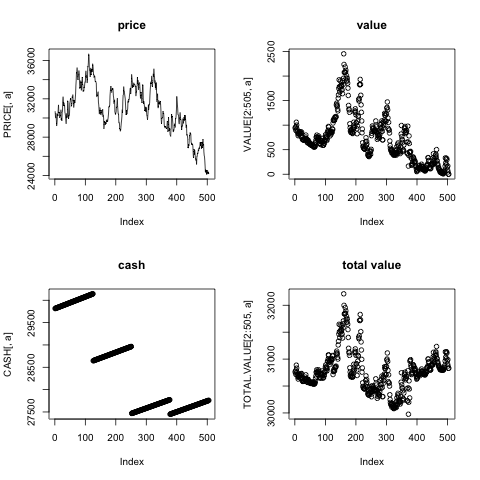 price
PRICE[, a]
24000 28000 32000 36000
0 100 200 300 400 500
Index
value
VALUE[2:505, a]
0 500 1500 2500
0 100 200 300 400 500
Index
cash
CASH[, a]
27500 28500 29500
0 100 200 300 400 500
Index
total value
TOTAL.VALUE[2:505, a]
30000 31000 32000
0 100 200 300 400 500
Index